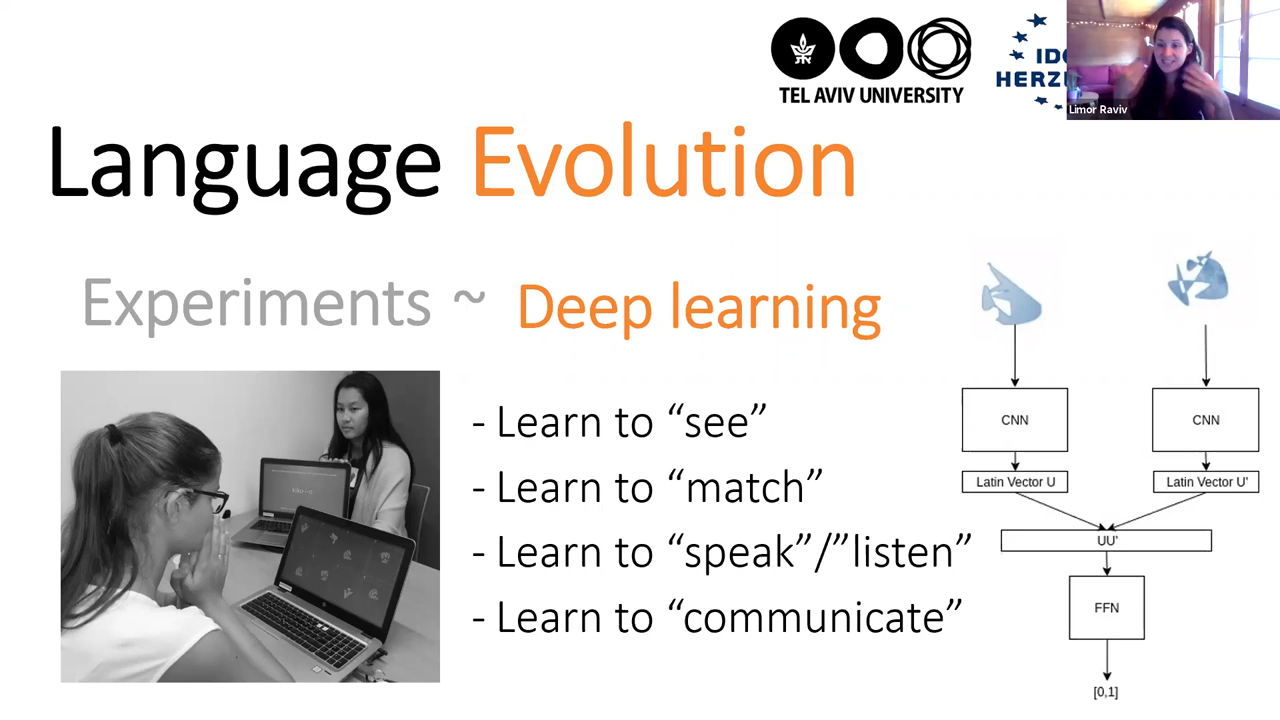 TEL AVIV UNIVERSITY
Limor Raviv
Language Evolution
Experiments ~ Deep learning
- Learn to “see”
- Learn to “match”
- Learn to “speak”/”listen”
- Learn to “communicate”
CNN
CNN
Latin Vector U
Latin Vector U'
UU'
FFN
[0,1]